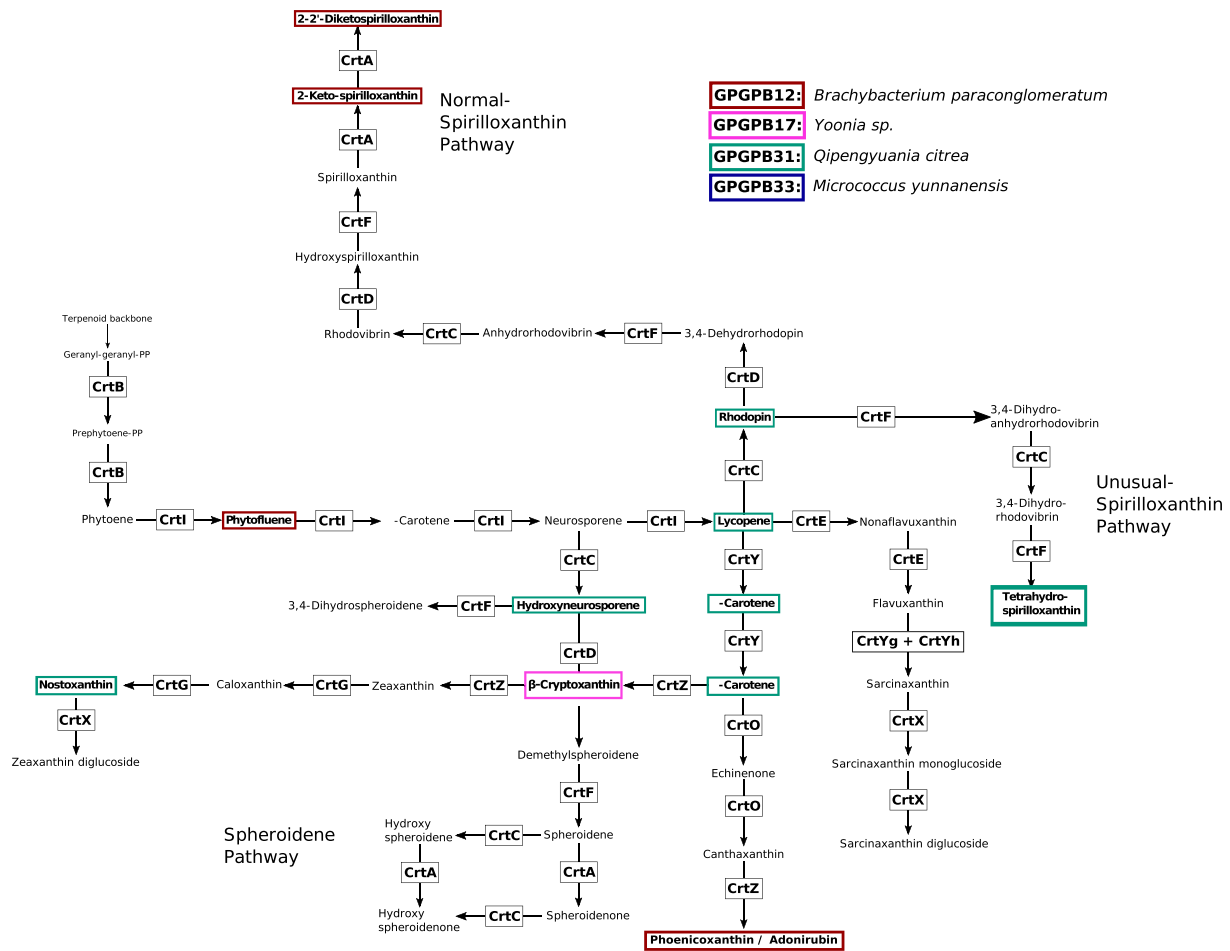 2-2'-Diketospirilloxanthin
CrtA
2-Keto-spirilloxanthin
CrtA
Spirilloxanthin
CrtF
Hydroxyspirilloxanthin
CrtD
Normal-
Spirilloxanthin
Pathway
GPGPB12: Brachybacterium paraconglomeratum
GPGPB17: Yoonia sp.
GPGPB31: Qipengyuania citrea
GPGPB33: Micrococcus yunnanensis
Rhodovibrin
CrtC
Anhydrorhodovibrin
CrtF
3,4-Dehydrorhodopin
CrtD
Rhodopin
CrtF
3,4-Dihydro-
anhydrorhodovibrin
CrtC
3,4-Dihydro-
rhodovibrin
CrtF
Tetrahydro-
spirilloxanthin
Unusual-
Spirilloxanthin
Pathway
CrtC
Terpenoid backbone
Geranyl-geranyl-PP
CrtB
Prephytoene-PP
CrtB
Phytoene
CrtI
Phytofluene
CrtI
-Carotene
CrtI
Neurosporene
CrtI
Lycopene
CrtE
Nonaflavuxanthin
CrtE
Flavuxanthin
CrtYg + CrtYh
Sarcinaxanthin
CrtX
Sarcinaxanthin monoglucoside
CrtX
Sarcinaxanthin diglucoside
CrtC
CrtY
3,4-Dihydrospheroidene
CrtF
Hydroxyneurosporene
-Carotene
CrtD
CrtY
Nostoxanthin
CrtG
Caloxanthin
CrtG
Zeaxanthin
CrtZ
β-Cryptoxanthin
CrtZ
-Carotene
CrtX
Zeaxanthin diglucoside
CrtO
Echinenone
CrtO
Canthaxanthin
CrtZ
Phoenicoxanthin / Adonirubin
Demethylspheroidene
CrtF
Spheroidene
Pathway
Hydroxy
spheroidene
CrtC
Spheroidene
CrtA
CrtA
Hydroxy
spheroidenone
CrtC
Spheroidenone